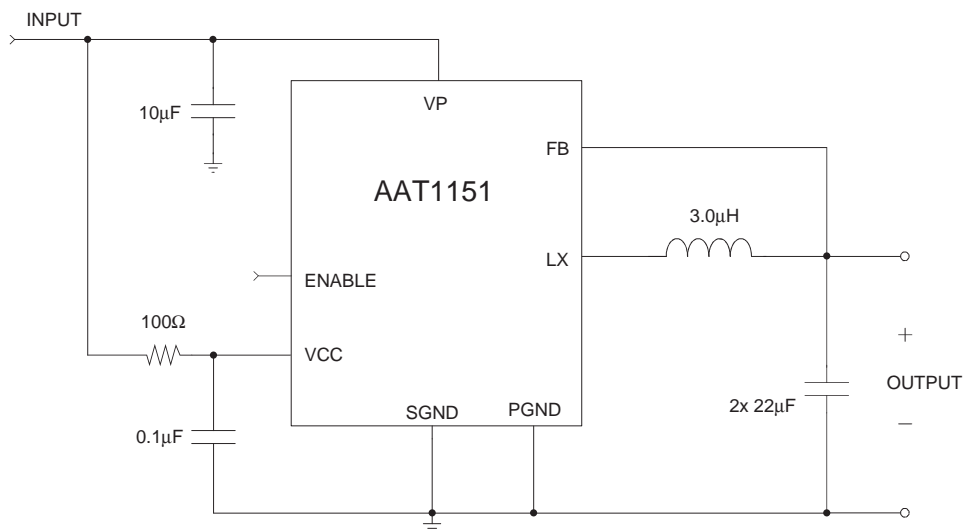 INPUT
10μF
VP
FB
AAT1151
3.0μH
LX
ENABLE
100Ω
VCC
+
OUTPUT
2x 22μF
−
SGND
PGND
0.1μF